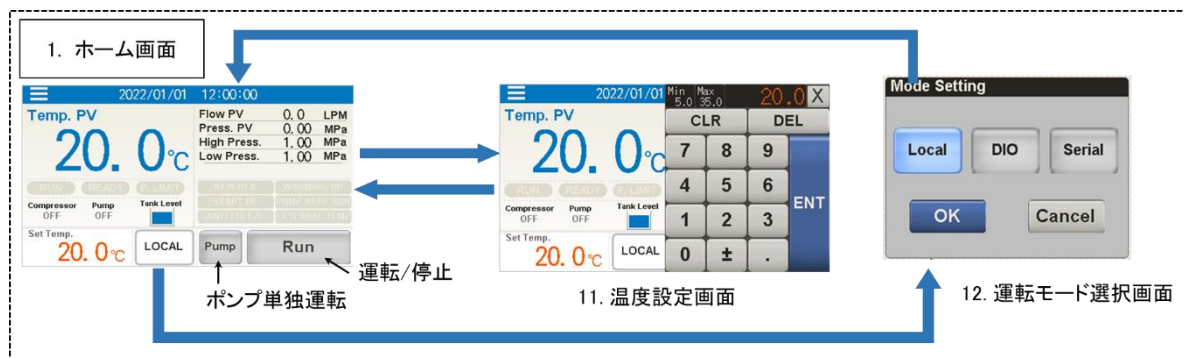 1. ホーム画面
2022/01/01 12:00:00
Temp. PV
20.0℃
Flow PV 0.0 LPM
Press. PV 0.00 MPa
High Press. 1.00 MPa
Low Press. 1.00 MPa
RUN READY P. LIMIT
KEYLOCK WARMING UP
START UP PUMP KEEP RUN
ANTI FREEZE EXTERNAL TEMP
Compressor Pump Tank Level
OFF OFF
Set Temp.
20.0℃
LOCAL
Pump
Run
ポンプ単独運転
運転/停止
2022/01/01
Temp. PV
20.0℃
RUN READY P. LIMIT
Compressor Pump Tank Level
OFF OFF
Set Temp.
20.0℃
LOCAL
Min Max
5.0 35.0
20.0 X
CLR DEL
7 8 9
4 5 6
ENT
1 2 3
0 ± .
11. 温度設定画面
Mode Setting
Local DIO Serial
OK Cancel
12. 運転モード選択画面